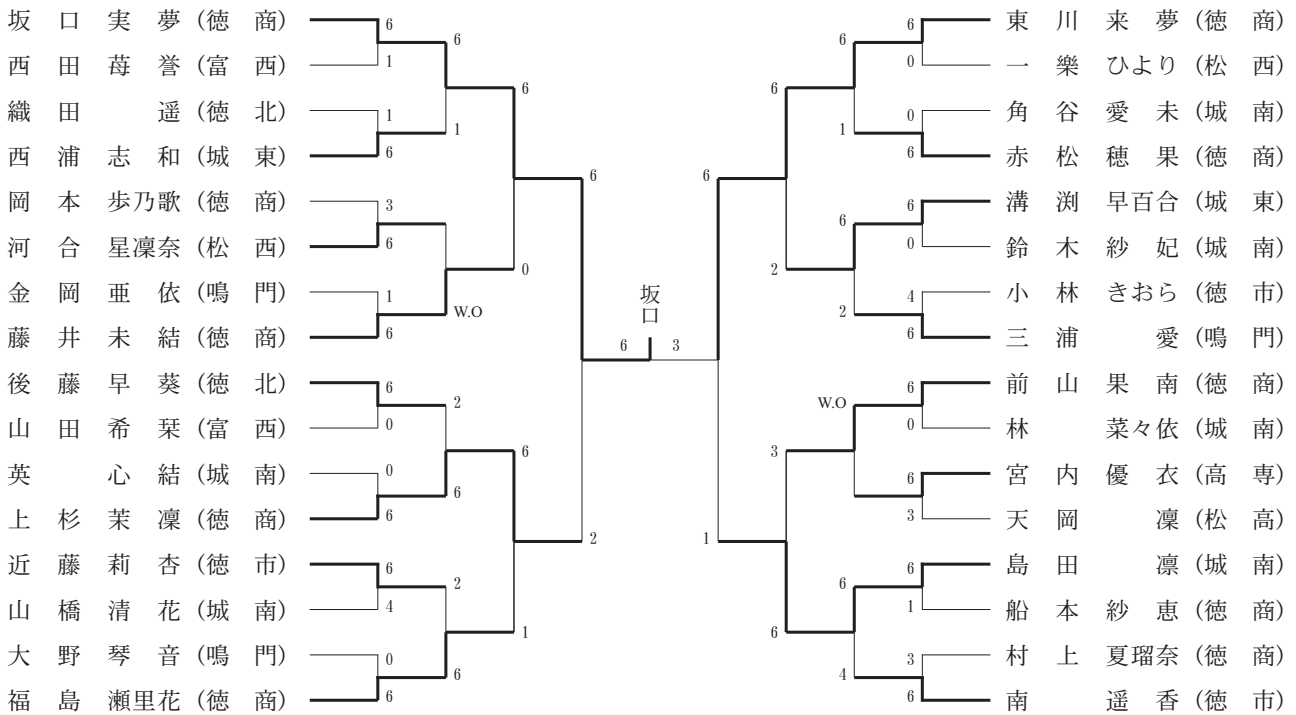 坂口実夢(徳商)
西田苺誉(富西)
織田遥(徳北)
西浦志和(城東)
岡本歩乃歌(徳商)
河合星凜奈(松西)
金岡亜依(鳴門)
藤井未結(徳商)
後藤早葵(徳北)
山田希栞(富西)
英心結(城南)
上杉茉凜(徳商)
近藤莉杏(徳市)
山橋清花(城南)
大野琴音(鳴門)
福島瀬里花(徳商)
6
1
1
6
3
6
1
6
6
0
0
6
6
4
0
6
6
1
W.O
2
6
2
6
6
0
6
1
6
2
坂口
6 3
6
1
6
2
3
6
6
1
6
2
W.O
6
4
6
0
0
6
6
0
4
6
6
0
6
3
6
1
3
6
東川来夢(徳商)
一樂ひより(松西)
角谷愛未(城南)
赤松穂果(徳商)
溝渕早百合(城東)
鈴木紗妃(城南)
小林きおら(徳市)
三浦愛(鳴門)
前山果南(徳商)
林菜々依(城南)
宮内優衣(高専)
天岡凜(松高)
島田凛(城南)
船本紗恵(徳商)
村上夏瑠奈(徳商)
南遥香(徳市)